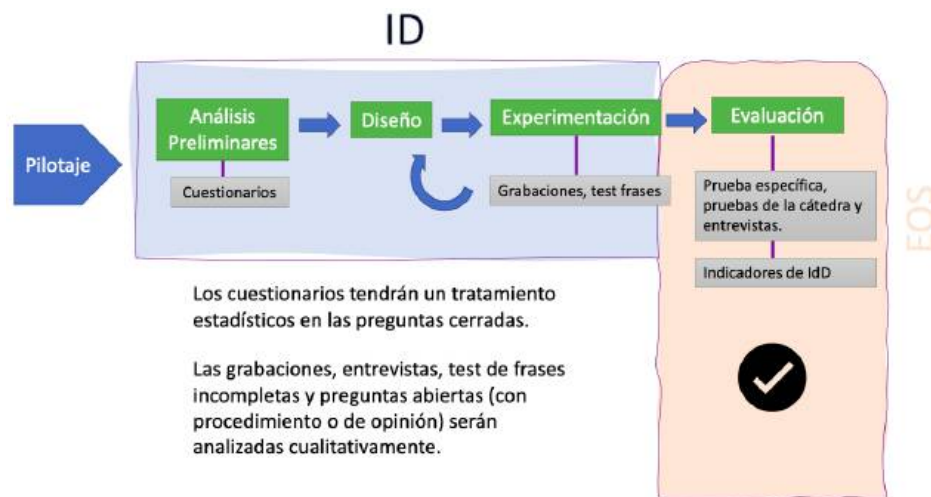 ID
Pilotaje
Análisis
Preliminares
Cuestionarios
Diseño
Experimentación
Grabaciones, test frases
Evaluación
Prueba específica,
pruebas de la cátedra y
entrevistas.
Indicadores de IdD
EOS
Los cuestionarios tendrán un tratamiento
estadísticos en las preguntas cerradas.
Las grabaciones, entrevistas, test de frases
incompletas y preguntas abiertas (con
procedimiento o de opinión) serán
analizadas cualitativamente.